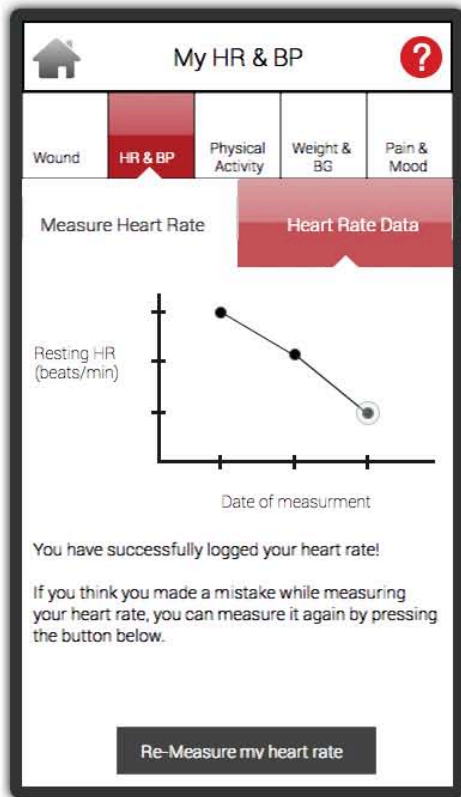 My HR & BP
?
Wound
HR & BP
Physical
Activity
Weight &
BG
Pain &
Mood
Measure Heart Rate
Heart Rate Data
Resting HR
(beats/min)
Date of measurment
You have successfully logged your heart rate!
If you think you made a mistake while measuring
your heart rate, you can measure it again by pressing
the button below.
Re-Measure my heart rate